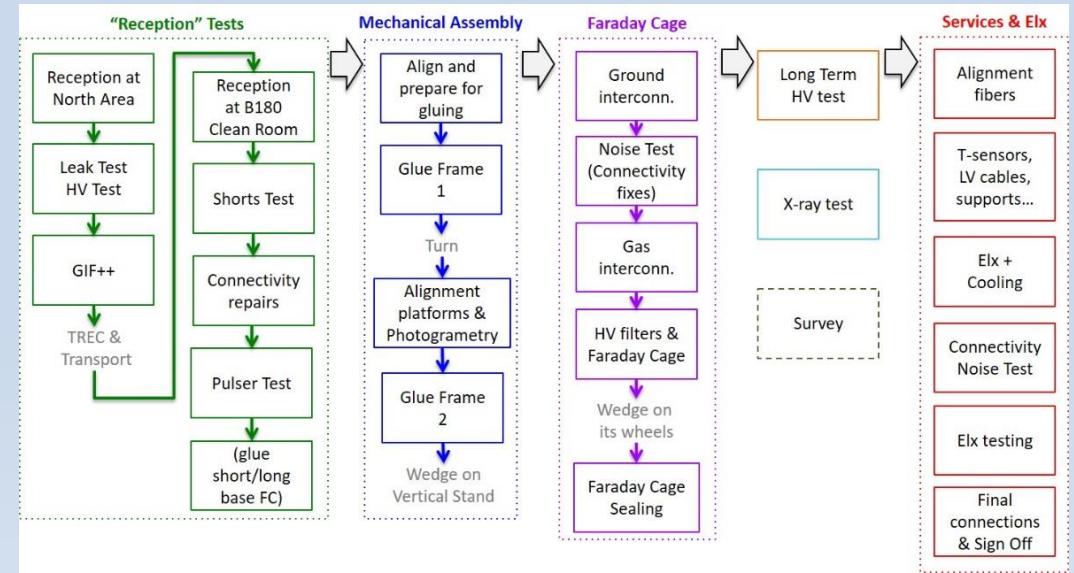 “Reception” Tests
Reception at
North Area
Leak Test
HV Test
GIF++
TREC &
Transport
Reception
at B180
Clean Room
Shorts Test
Connectivity
repairs
Pulser Test
(glue
short/long
base FC)
Mechanical Assembly
Align and
prepare for
gluing
Glue Frame
1
Turn
Alignment
platforms &
Photogrametry
Glue Frame
2
Wedge on
Vertical Stand
Faraday Cage
Ground
interconn.
Noise Test
(Connectivity
fixes)
Gas
interconn.
HV filters &
Faraday Cage
Wedge on
its wheels
Faraday Cage
Sealing
Long Term
HV test
X-ray test
Survey
Services & Elx
Alignment
fibers
T-sensors,
LV cables,
supports...
Elx +
Cooling
Connectivity
Noise Test
Elx testing
Final
connections
& Sign Off